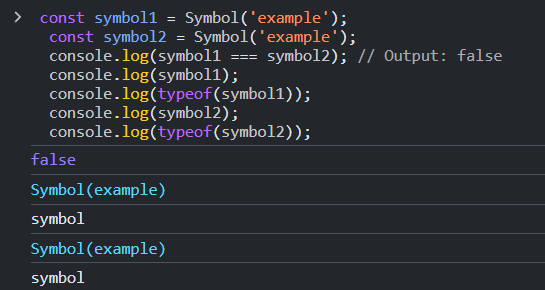 > const symbol1 = Symbol('example');
const symbol2 = Symbol('example');
console.log(symbol1 === symbol2); // Output: false
console.log(symbol1);
console.log(typeof(symbol1));
console.log(symbol2);
console.log(typeof(symbol2));
false
Symbol(example)
symbol
Symbol(example)
symbol